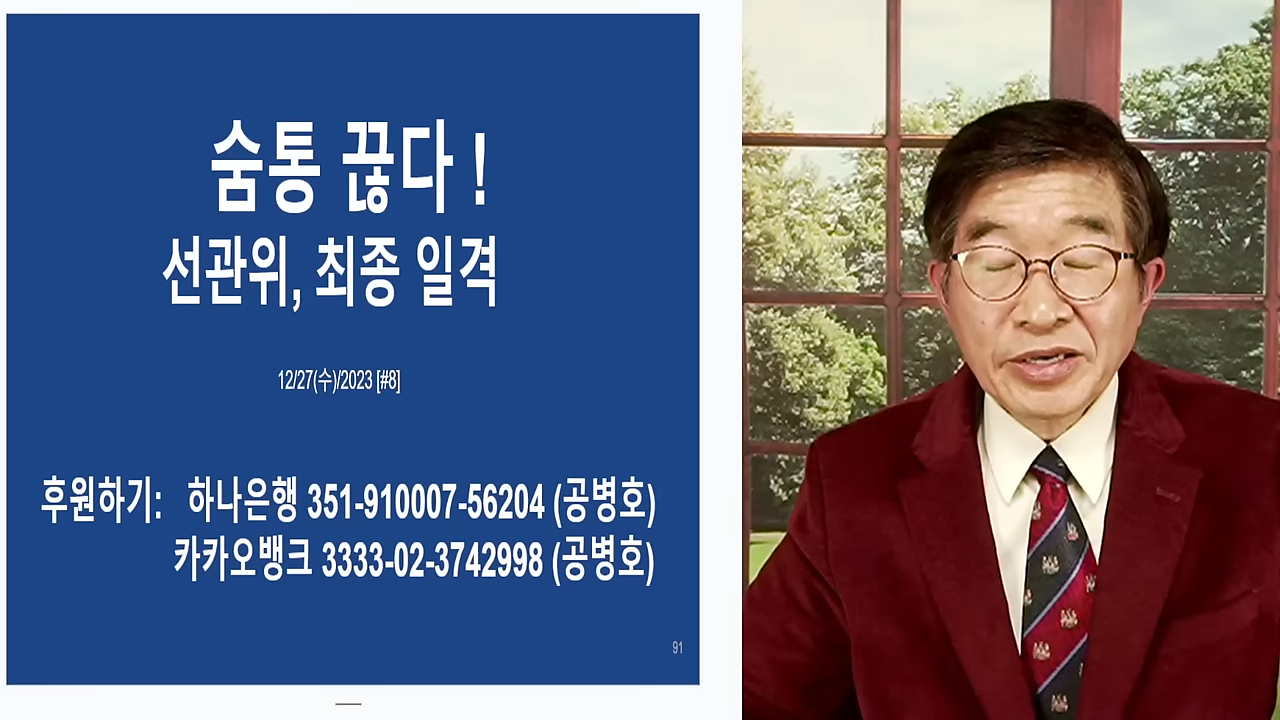 숨통 끊다 !
선관위, 최종 일격
12/27(수)/2023 [#8]
후원하기: 하나은행 351-910007-56204 (공병호)
카카오뱅크 3333-02-3742998 (공병호)
91